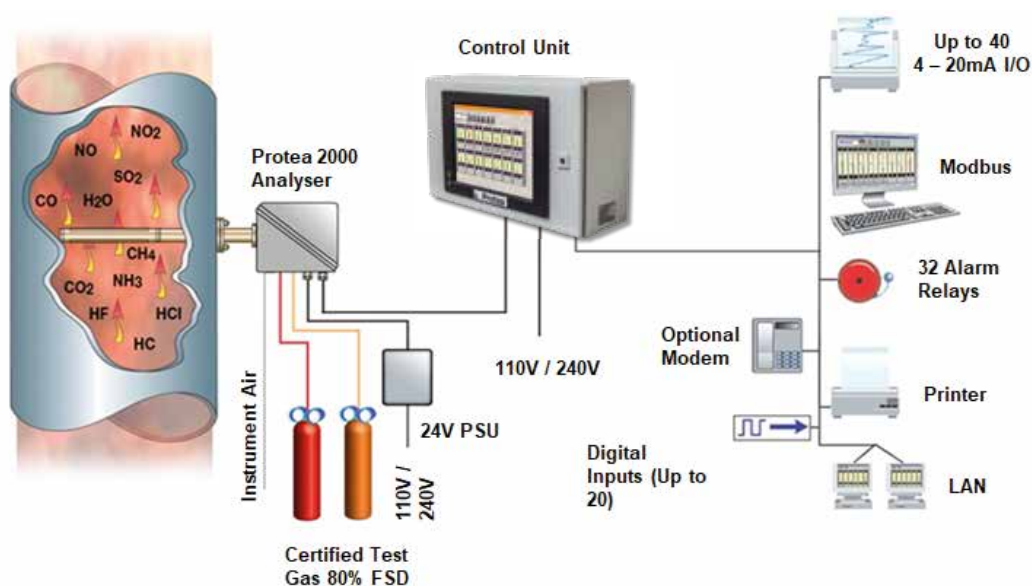 Control Unit
Up to 40
4 – 20mA I/O
NO2
NO
SO2
CO
H2O
CH4
CO2
NH3
HF
HCl
HC
Protea 2000
Analyser
Protea
Modbus
32 Alarm
Relays
Optional
Modem
110V / 240V
Printer
24V PSU
Instrument Air
110V /
240V
Digital
Inputs (Up to
20)
LAN
Certified Test
Gas 80% FSD